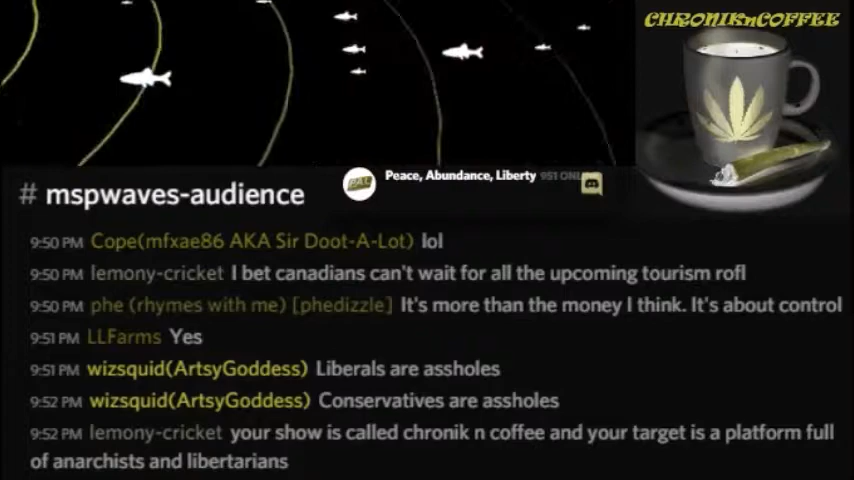 CHRONIKnCOFFEE
# mspwaves-audience
Peace, Abundance, Liberty 951 ONLINE
9:50 PM Cope(mfxae86 AKA Sir Doot-A-Lot) lol
9:50 PM lemony-cricket I bet canadians can't wait for all the upcoming tourism rofl
9:50 PM phe (rhymes with me) [phedizzle] It's more than the money I think. It's about control
9:51 PM LLFarms Yes
9:51 PM wizsquid(ArtsyGoddess) Liberals are assholes
9:52 PM wizsquid(ArtsyGoddess) Conservatives are assholes
9:52 PM lemony-cricket your show is called chronik n coffee and your target is a platform full
of anarchists and libertarians